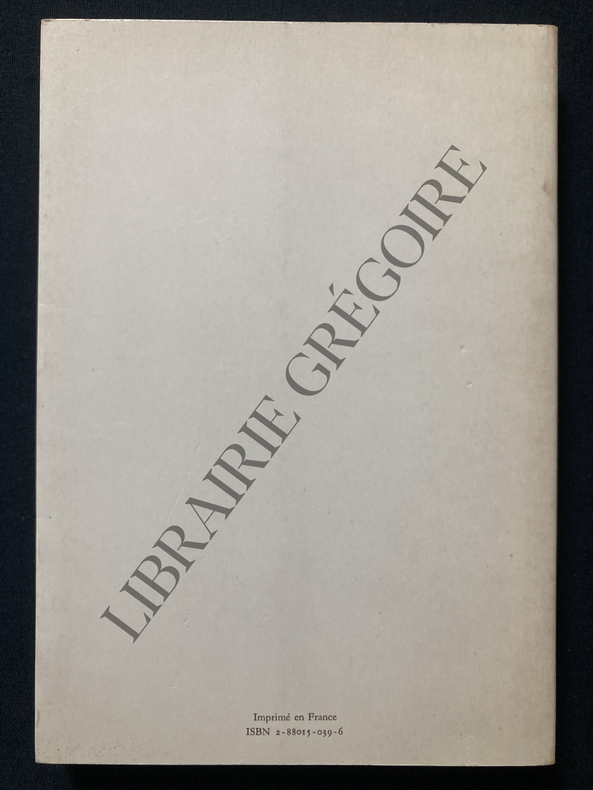 LIBRAIRIE GRÉGOIRE
Imprimé en France
ISBN 2-88015-039-6